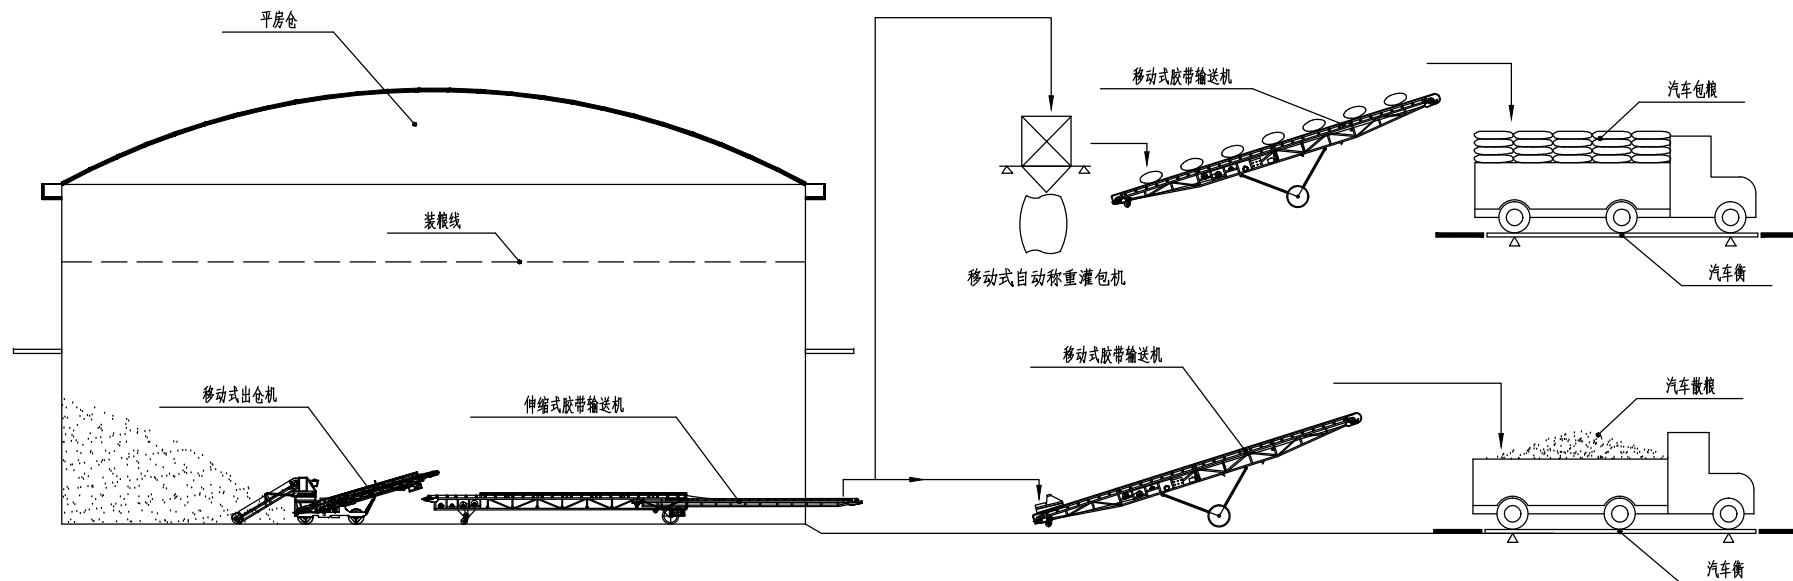 平房仓
移动式胶带输送机
汽车包粮
装粮线
移动式自动称重灌包机
汽车衡
移动式胶带输送机
移动式出仓机
伸缩式胶带输送机
汽车散粮
汽车衡